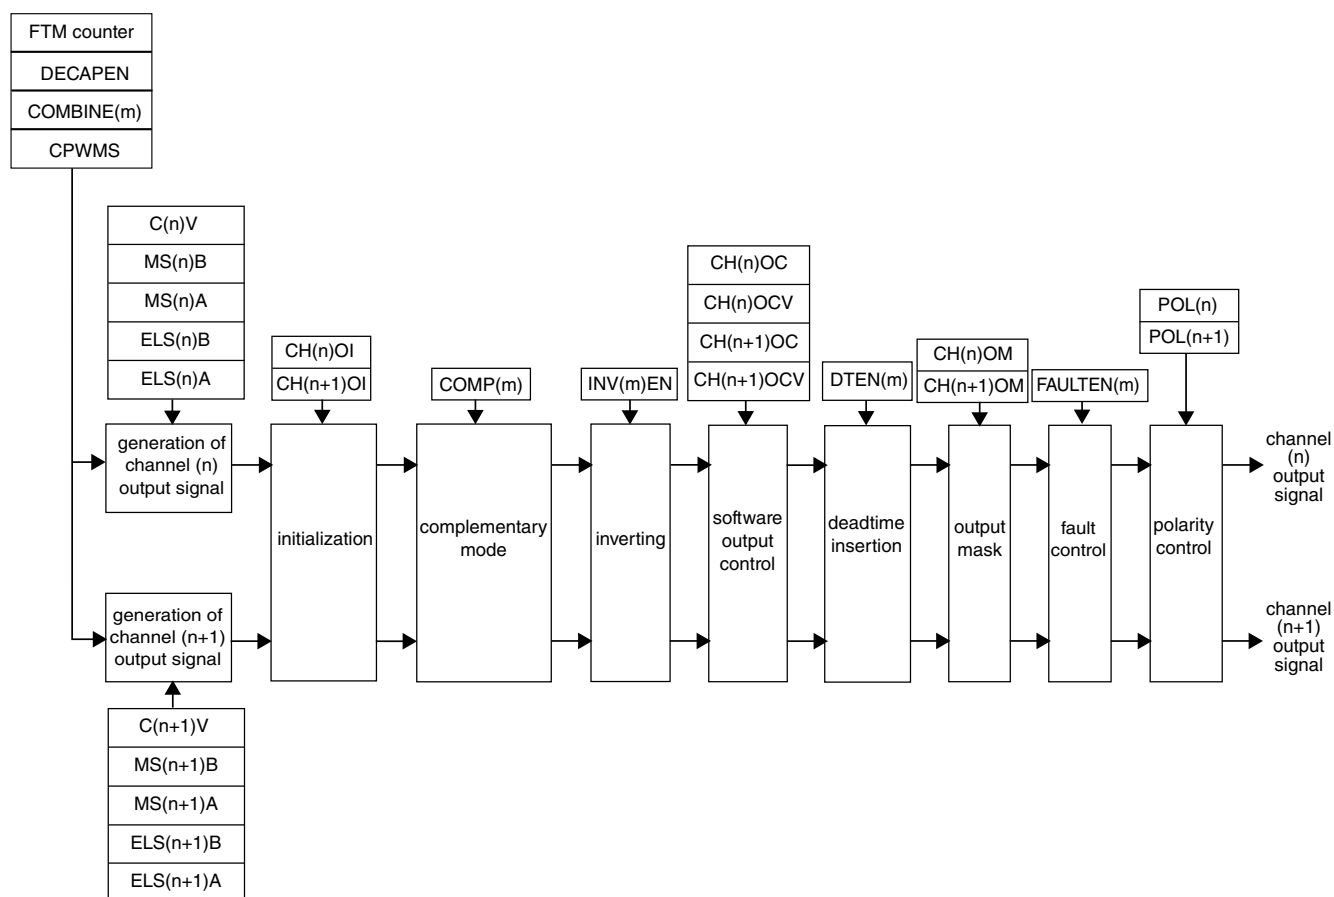 FTM counter
DECAPEN
COMBINE(m)
CPWMS
C(n)V
MS(n)B
MS(n)A
ELS(n)B
ELS(n)A
CH(n)OI
CH(n+1)OI
COMP(m)
INV(m)EN
CH(n)OC
CH(n)OCV
CH(n+1)OC
CH(n+1)OCV
DTEN(m)
CH(n)OM
CH(n+1)OM
FAULTEN(m)
POL(n)
POL(n+1)
generation of
channel (n)
output signal
initialization
complementary
mode
inverting
software
output
control
deadtime
insertion
output
mask
fault
control
polarity
control
channel
(n)
output
signal
generation of
channel (n+1)
output signal
channel
(n+1)
output
signal
C(n+1)V
MS(n+1)B
MS(n+1)A
ELS(n+1)B
ELS(n+1)A